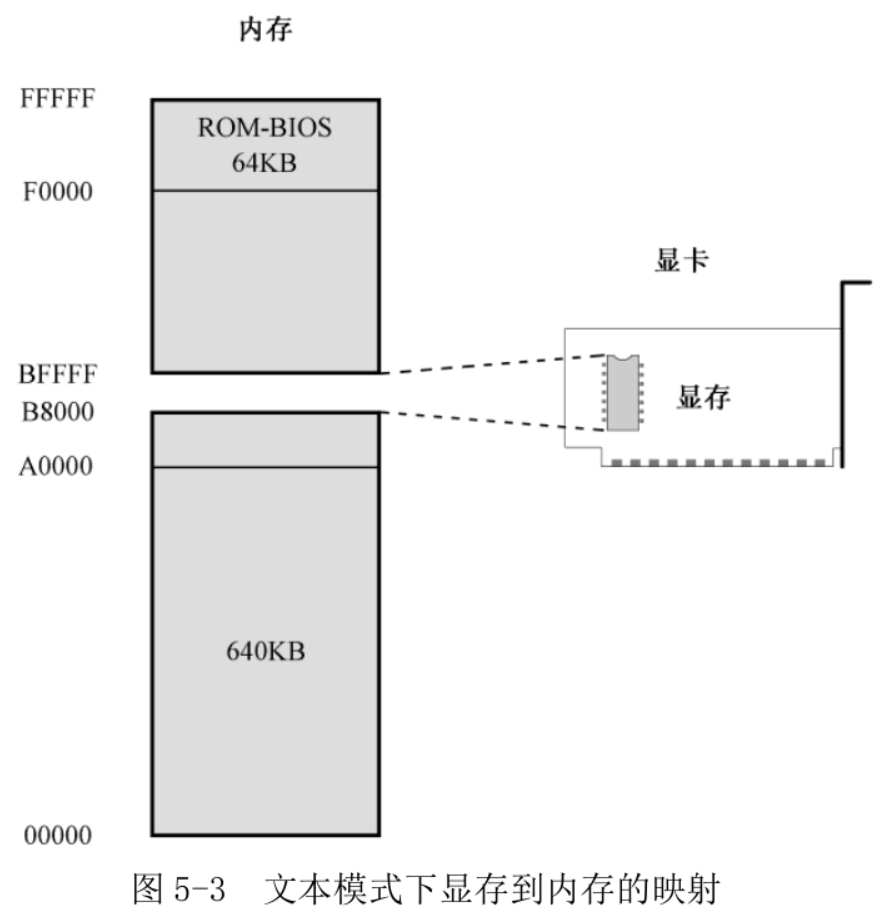 内存
FFFFF
ROM-BIOS
64KB
F0000
显卡
BFFFF
显存
B8000
A0000
640KB
00000
图 5-3 文本模式下显存到内存的映射